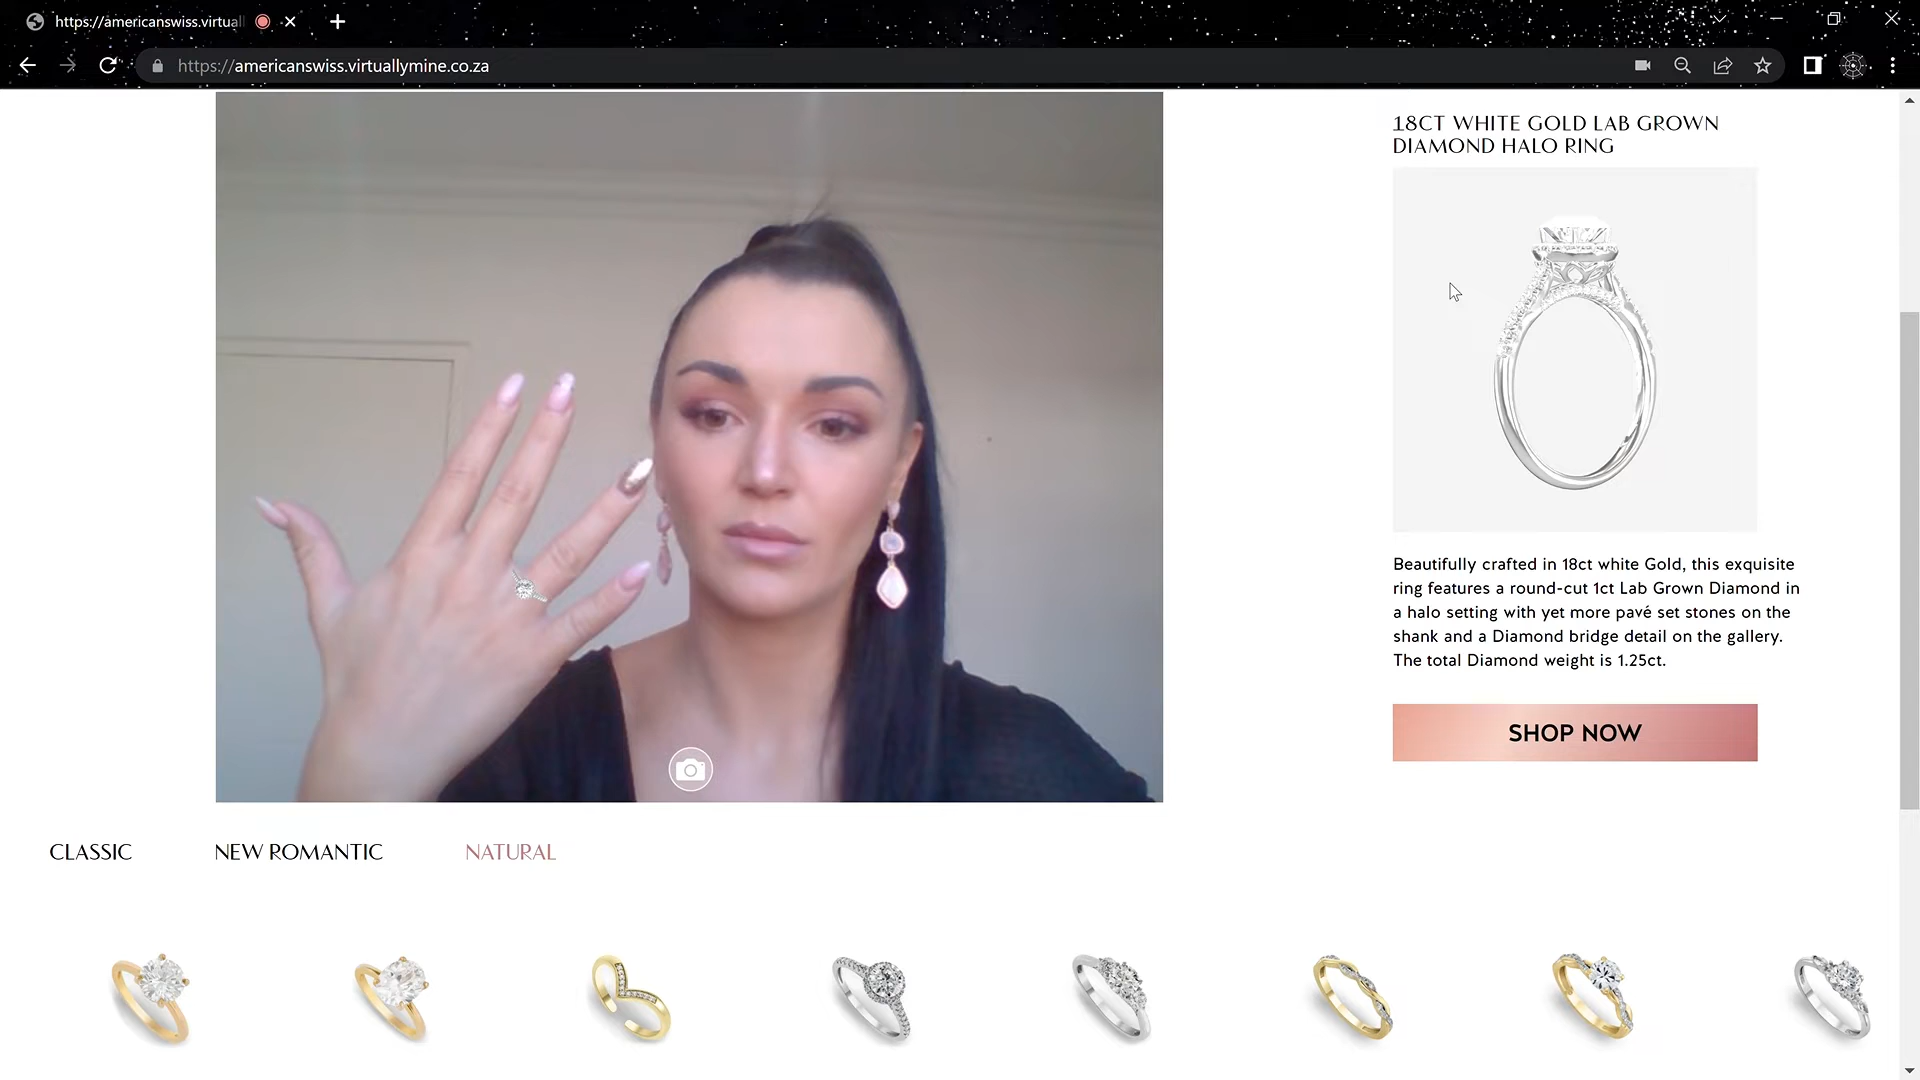 https://americanswiss.virtuall
https://americanswiss.virtuallymine.co.za
18CT WHITE GOLD LAB GROWN
DIAMOND HALO RING
Beautifully crafted in 18ct white Gold, this exquisite
ring features a round-cut 1ct Lab Grown Diamond in
a halo setting with yet more pavé set stones on the
shank and a Diamond bridge detail on the gallery.
The total Diamond weight is 1.25ct.
SHOP NOW
CLASSIC NEW ROMANTIC NATURAL